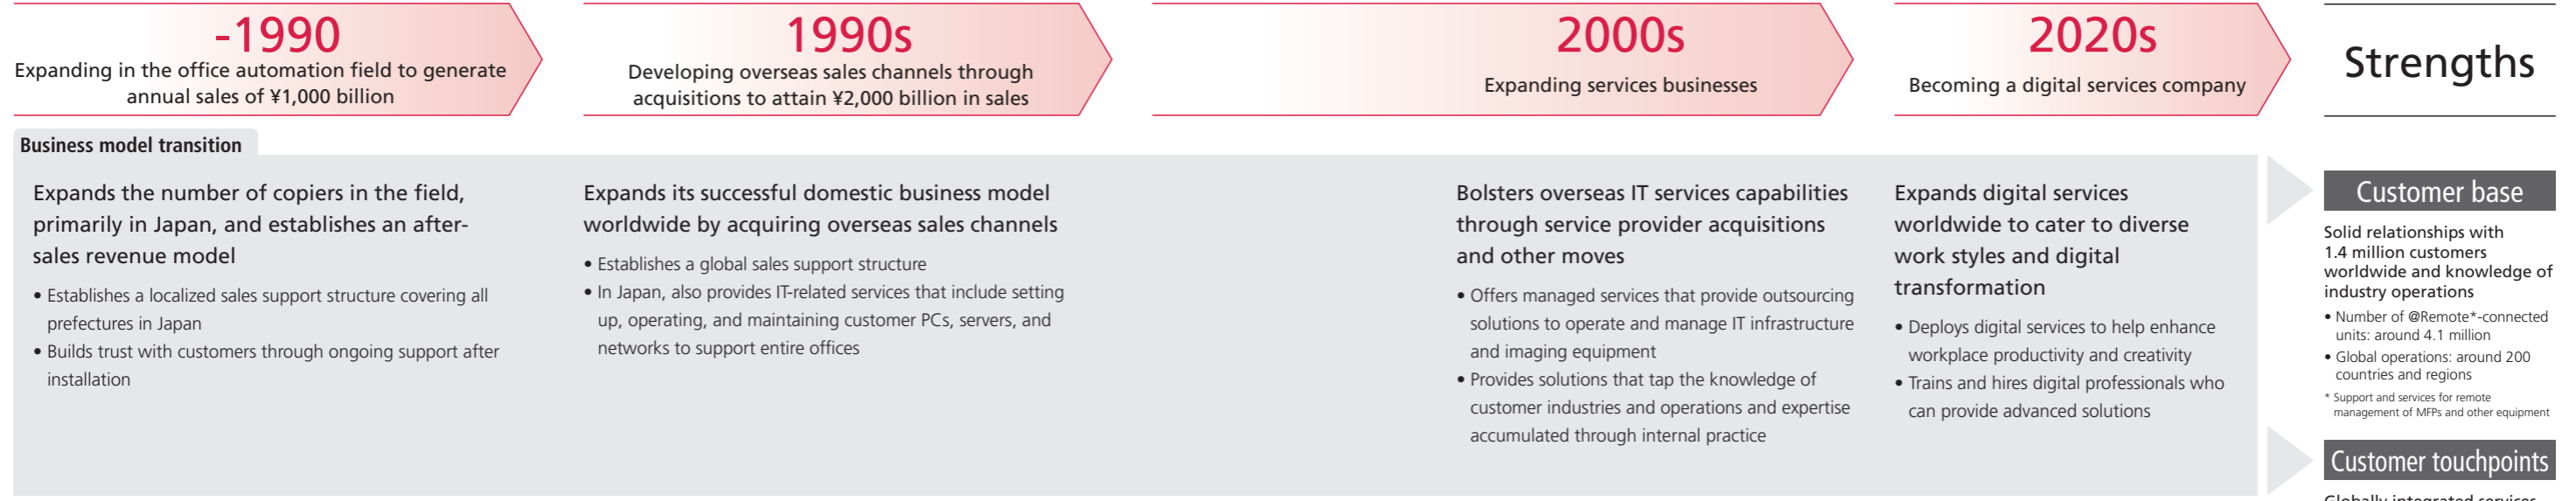 -1990
Expanding in the office automation field to generate
annual sales of ¥1,000 billion
1990s
Developing overseas sales channels through
acquisitions to attain ¥2,000 billion in sales
2000s
Expanding services businesses
2020s
Becoming a digital services company
Strengths
Business model transition
Expands the number of copiers in the field,
primarily in Japan, and establishes an after-
sales revenue model
• Establishes a localized sales support structure covering all
prefectures in Japan
• Builds trust with customers through ongoing support after
installation
Expands its successful domestic business model
worldwide by acquiring overseas sales channels
• Establishes a global sales support structure
• In Japan, also provides IT-related services that include setting
up, operating, and maintaining customer PCs, servers, and
networks to support entire offices
Bolsters overseas IT services capabilities
through service provider acquisitions
and other moves
• Offers managed services that provide outsourcing
solutions to operate and manage IT infrastructure
and imaging equipment
• Provides solutions that tap the knowledge of
customer industries and operations and expertise
accumulated through internal practice
Expands digital services
worldwide to cater to diverse
work styles and digital
transformation
• Deploys digital services to help enhance
workplace productivity and creativity
• Trains and hires digital professionals who
can provide advanced solutions
Customer base
Solid relationships with
1.4 million customers
worldwide and knowledge of
industry operations
• Number of @Remote*-connected
units: around 4.1 million
• Global operations: around 200
countries and regions
* Support and services for remote
management of MFPs and other equipment
Customer touchpoints
Globally integrated services